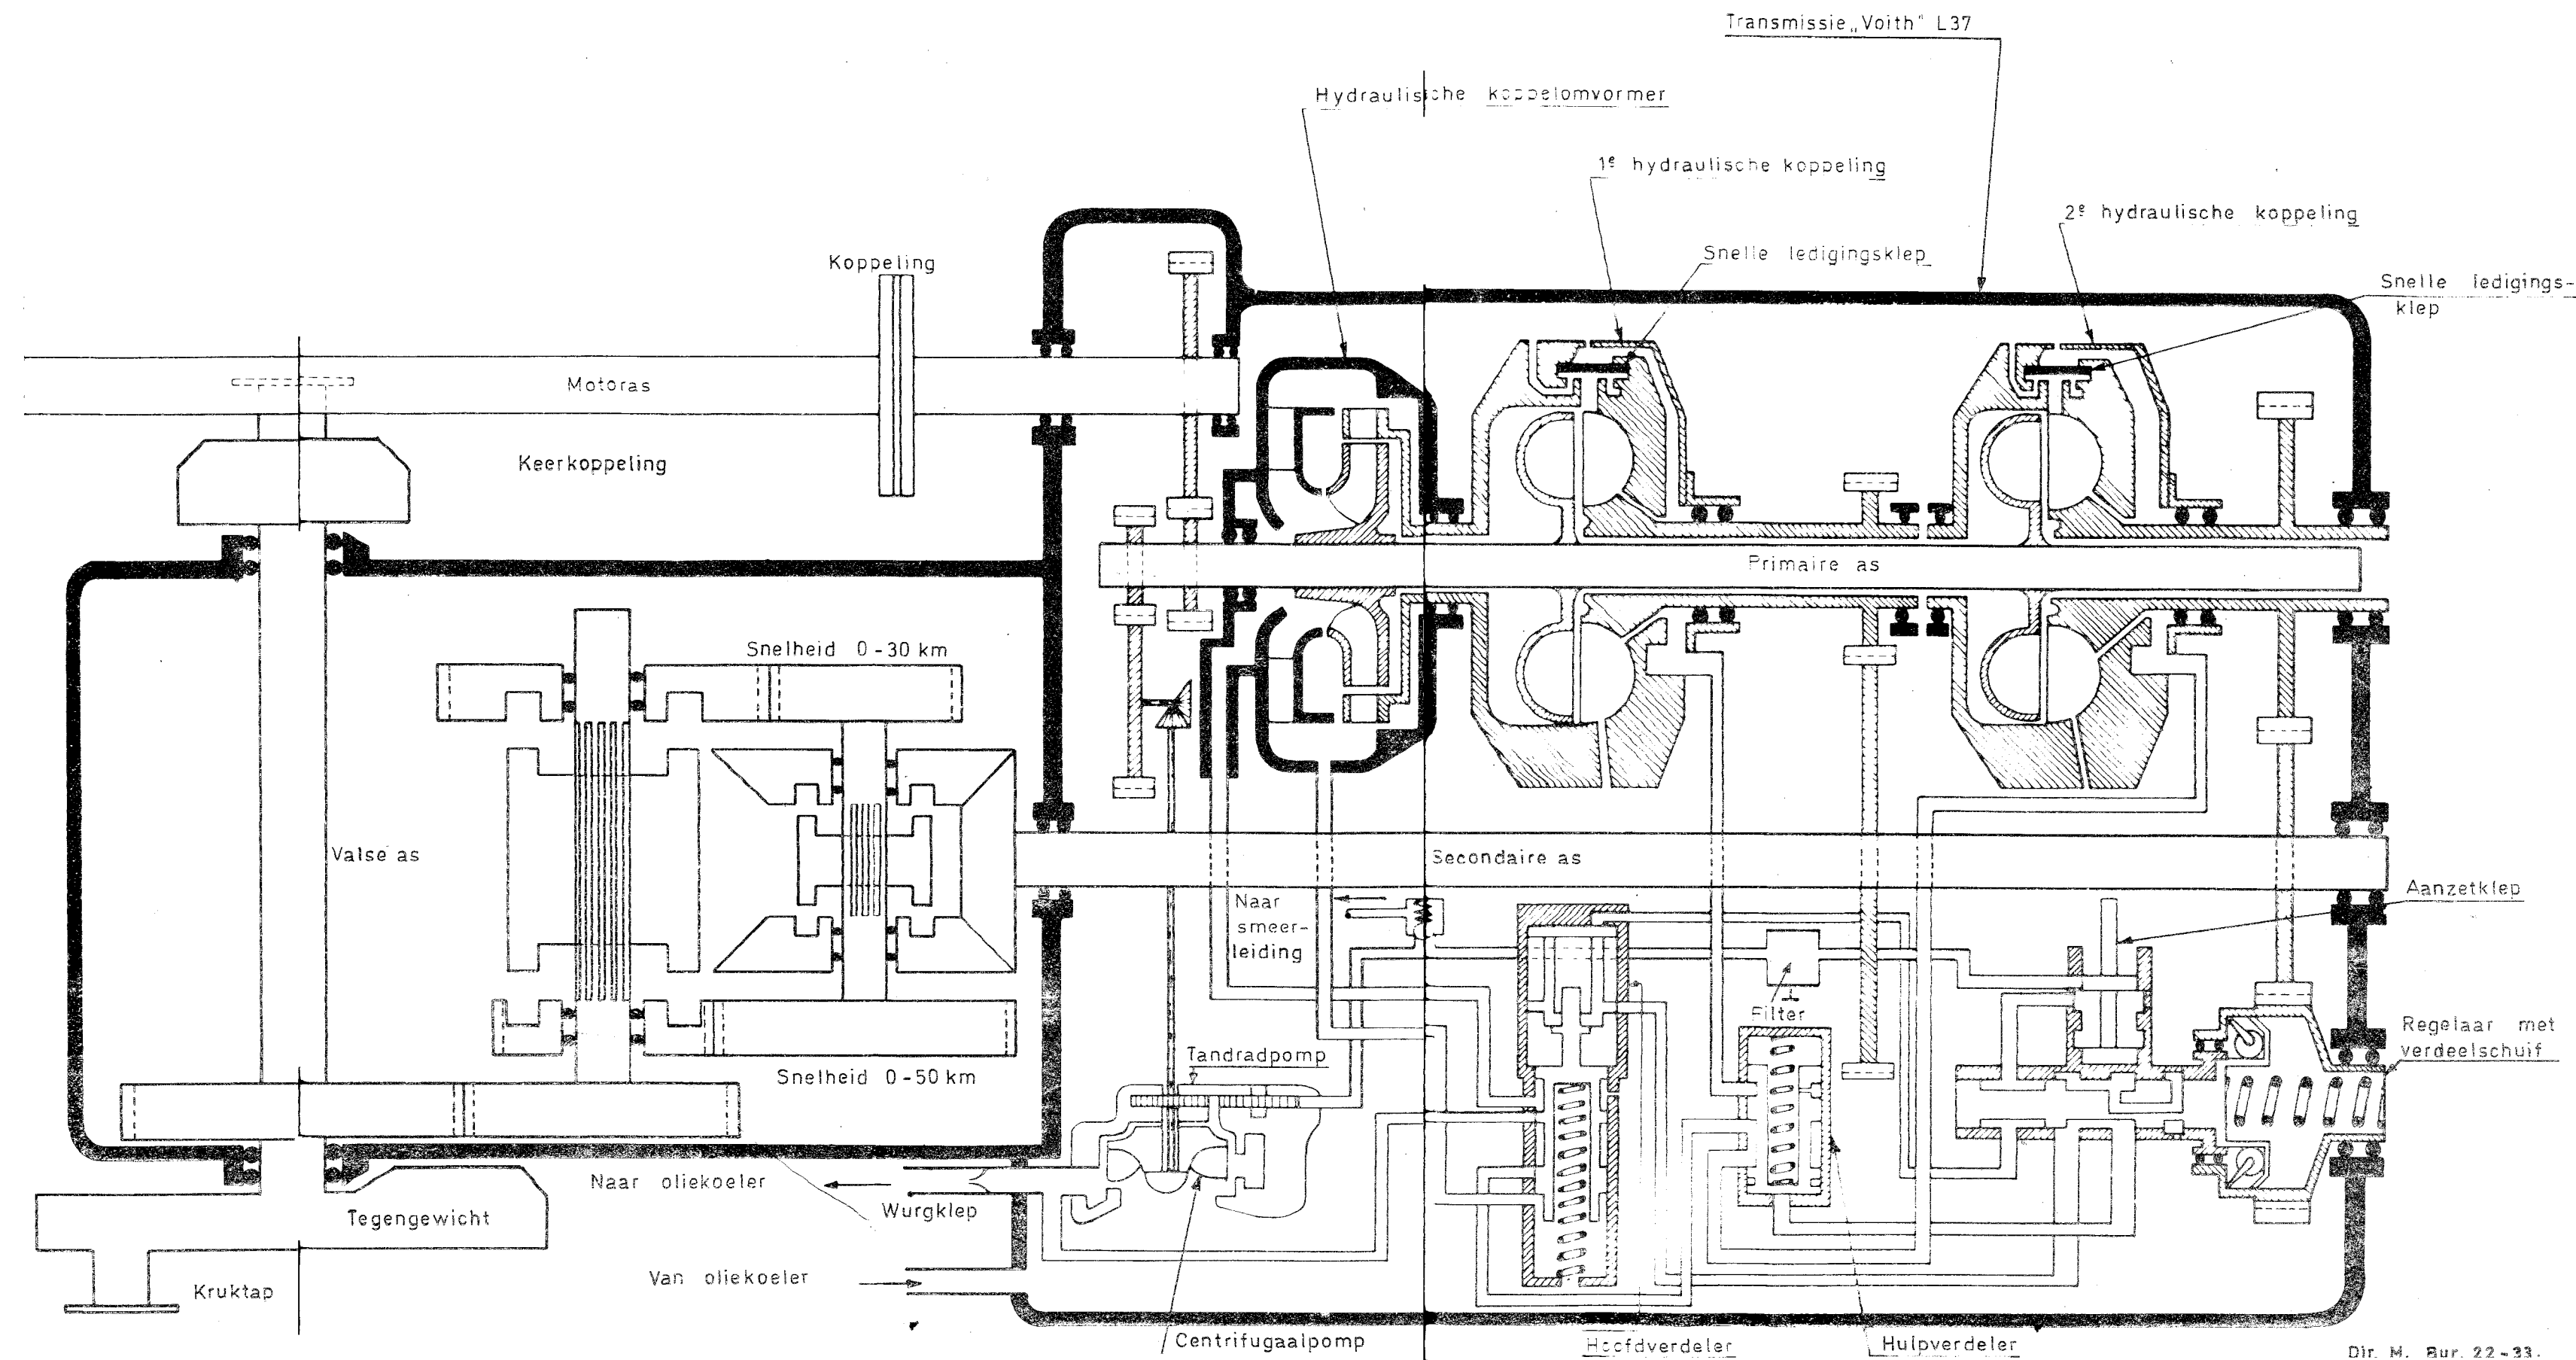 Transmissie „Voith" L37
Hydraulische koppelomvormer
1e hydraulische koppeling
2e hydraulische koppeling
Snelle ledigingsklep
Snelle ledigings-
klep
Koppeling
Motoras
Keerkoppeling
Primaire as
Snelheid 0-30 km
Valse as
Secondaire as
Aanzetklep
Naar
smeer-
leiding
Filter
Regelaar met
verdeelschuif
Tandradpomp
Snelheid 0-50 km
Naar oliekoeler
Wurgklep
Tegengewicht
Van oliekoeler
Kruktap
Centrifugaalpomp
Hoofdverdeler
Hulpverdeler
Dir. M. Bur. 22-33.